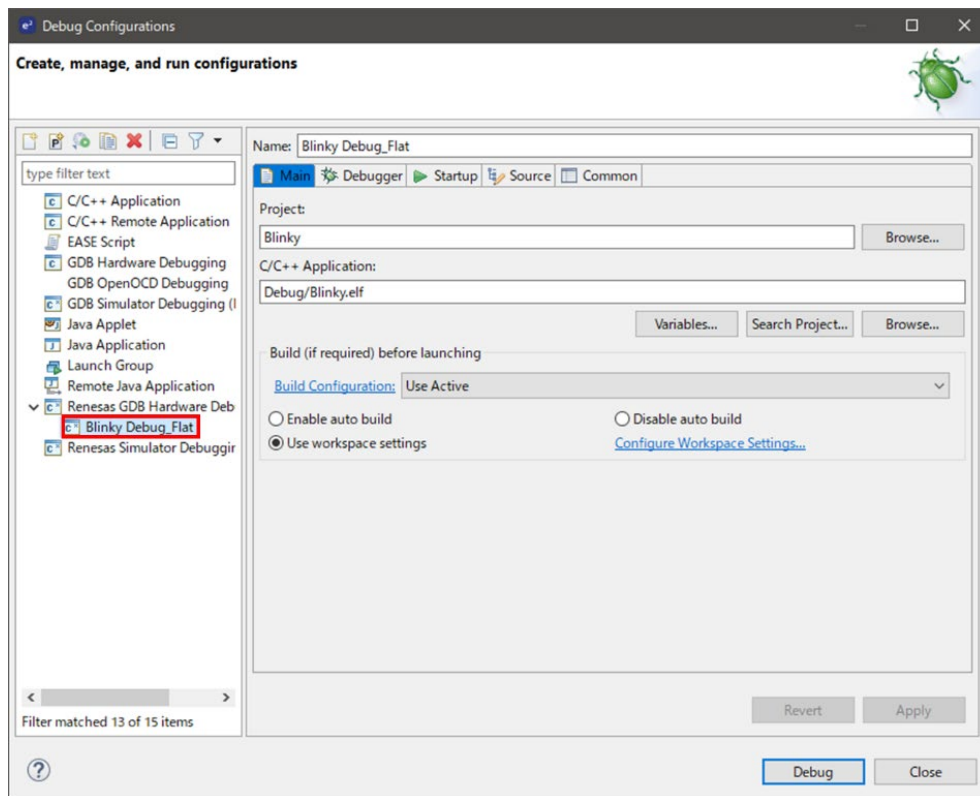 Debug Configurations
Create, manage, and run configurations
type filter text
C/C++ Application
C/C++ Remote Application
EASE Script
GDB Hardware Debugging
GDB OpenOCD Debugging
GDB Simulator Debugging (
Java Applet
Java Application
Launch Group
Remote Java Application
Renesas GDB Hardware Deb
Blinky Debug_Flat
Renesas Simulator Debuggin
Filter matched 13 of 15 items
Name: Blinky Debug_Flat
Main Debugger Startup Source Common
Project:
Blinky Browse...
C/C++ Application:
Debug/Blinky.elf
Variables... Search Project... Browse...
Build (if required) before launching
Build Configuration: Use Active
Enable auto build Disable auto build
Use workspace settings Configure Workspace Settings...
Revert Apply
Debug Close